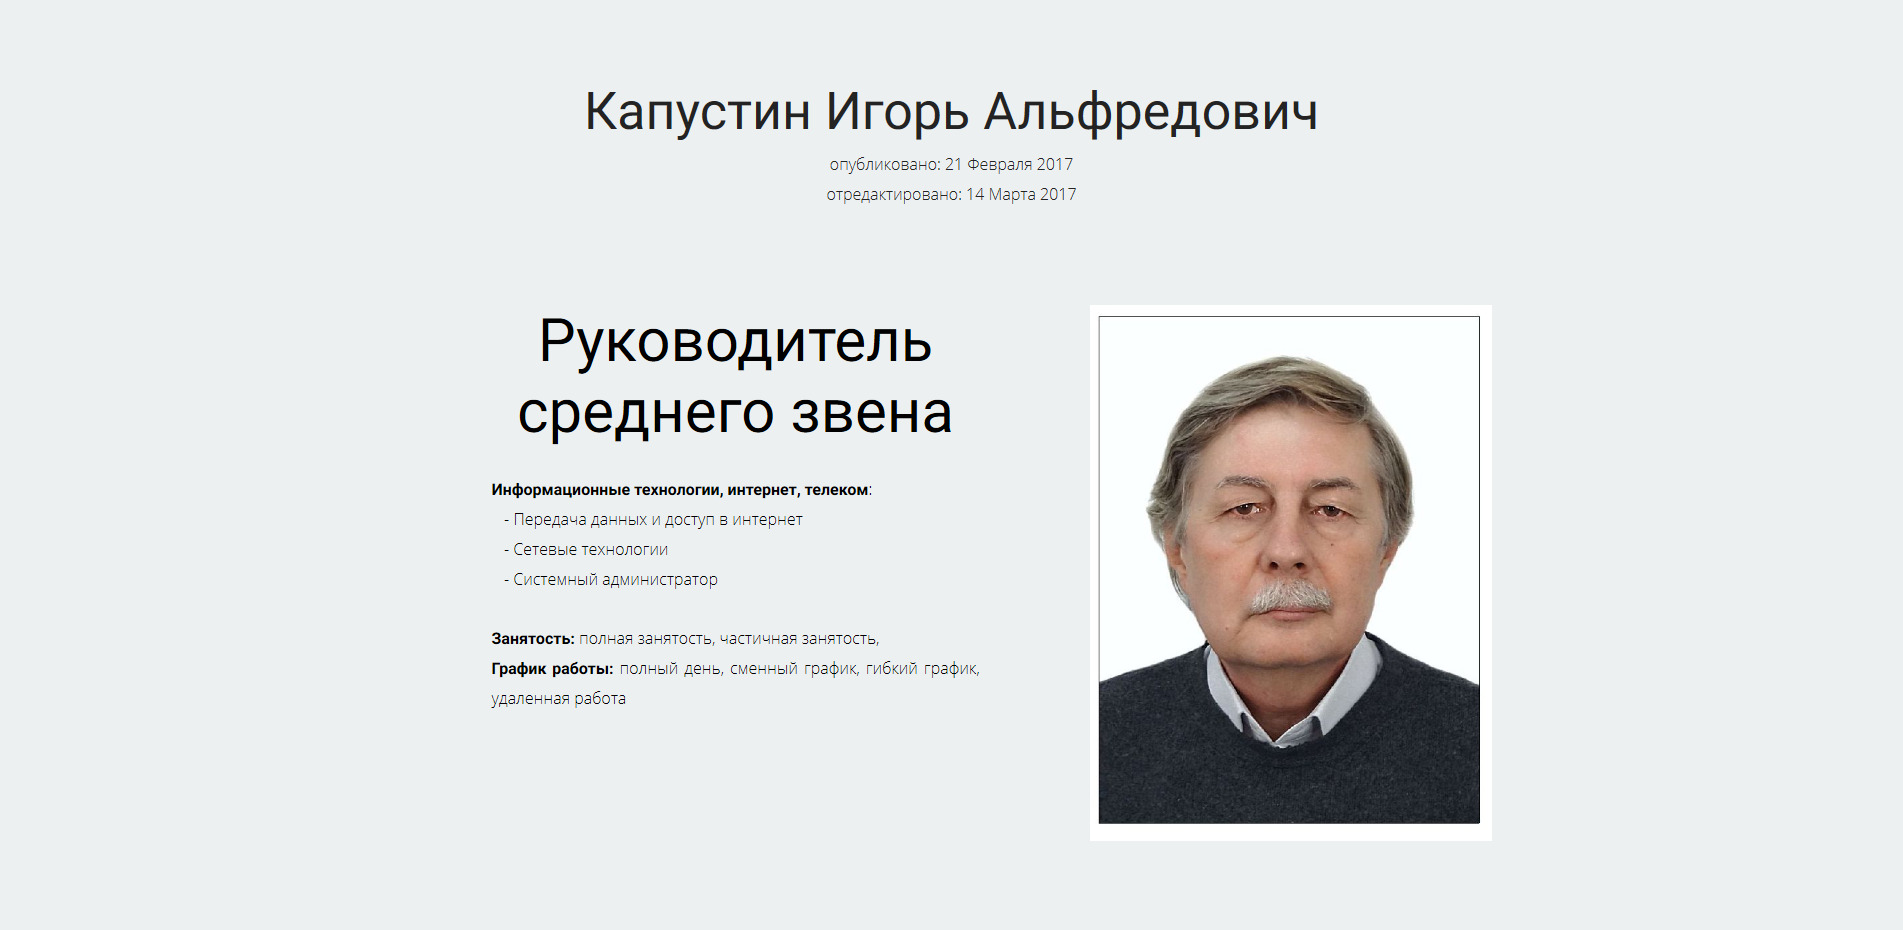 Капустин Игорь Альфредович
опубликовано: 21 Февраля 2017
отредактировано: 14 Марта 2017
Руководитель
среднего звена
Информационные технологии, интернет, телеком:
- Передача данных и доступ в интернет
- Сетевые технологии
- Системный администратор
Занятость: полная занятость, частичная занятость,
График работы: полный день, сменный график, гибкий график,
удаленная работа